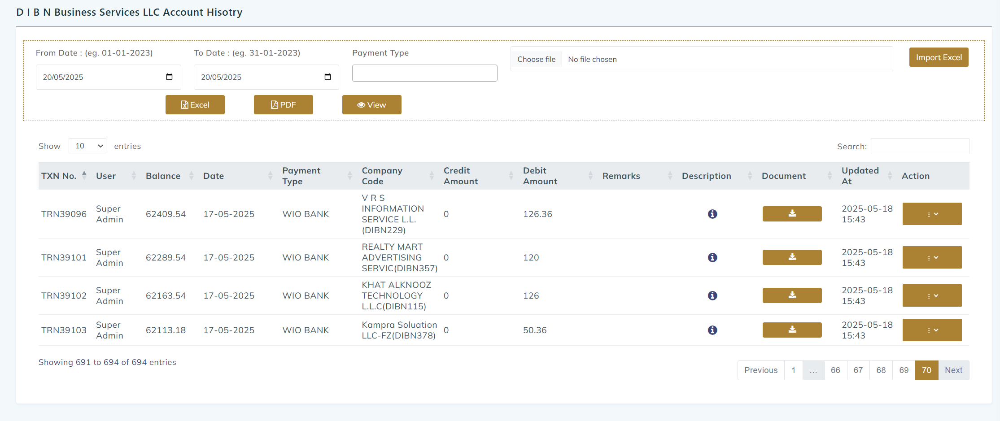 D I B N Business Services LLC Account Hisotry
From Date : (eg. 01-01-2023)
To Date : (eg. 31-01-2023)
Payment Type
Choose file No file chosen
Import Excel
20/05/2025
20/05/2025
Excel
PDF
View
Show 10 entries
Search:
TXN No. User Balance Date Payment Type Company Code Credit Amount Debit Amount Remarks Description Document Updated At Action
TRN39096 Super Admin 62409.54 17-05-2025 WIO BANK V R S INFORMATION SERVICE L.L.(DIBN229) 0 126.36 2025-05-18 15:43
TRN39101 Super Admin 62289.54 17-05-2025 WIO BANK REALTY MART ADVERTISING SERVIC(DIBN357) 0 120 2025-05-18 15:43
TRN39102 Super Admin 62163.54 17-05-2025 WIO BANK KHAT ALKNOOZ TECHNOLOGY L.L.C(DIBN115) 0 126 2025-05-18 15:43
TRN39103 Super Admin 62113.18 17-05-2025 WIO BANK Kampra Soluation LLC-FZ(DIBN378) 0 50.36 2025-05-18 15:43
Showing 691 to 694 of 694 entries
Previous 1 ... 66 67 68 69 70 Next